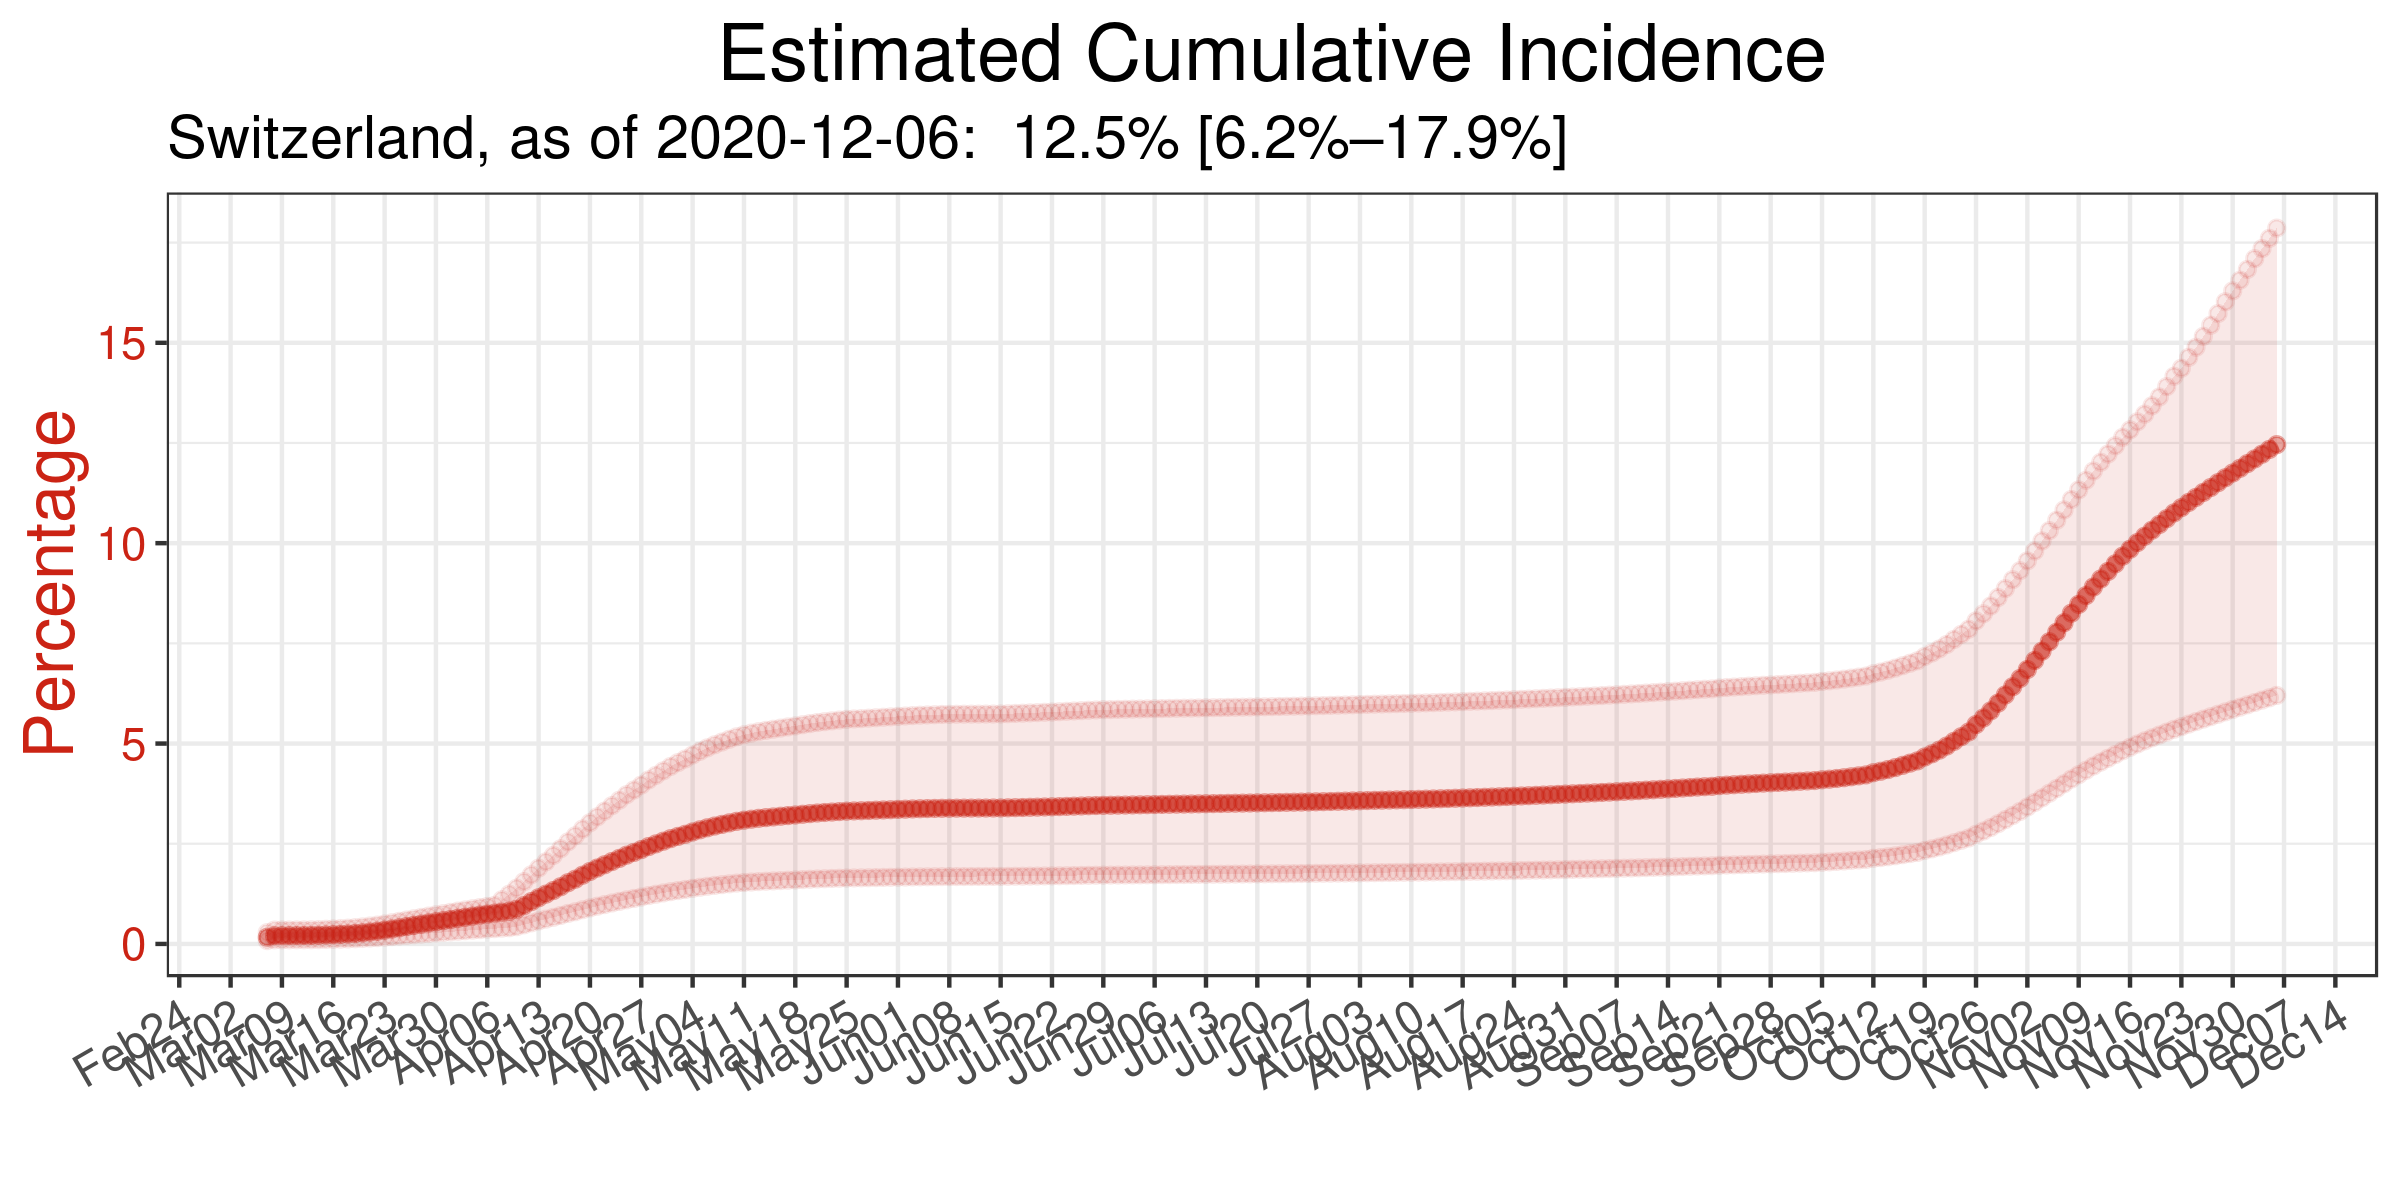 Estimated Cumulative Incidence
Switzerland, as of 2020-12-06:  12.5% [6.2%–17.9%]
Percentage
15
10
5
0
Feb24
Mar02
Mar09
Mar16
Mar23
Mar30
Apr06
Apr13
Apr20
Apr27
May04
May11
May18
May25
Jun01
Jun08
Jun15
Jun22
Jun29
Jul06
Jul13
Jul20
Jul27
Aug03
Aug10
Aug17
Aug24
Aug31
Sep07
Sep14
Sep21
Sep28
Oct05
Oct12
Oct19
Oct26
Nov02
Nov09
Nov16
Nov23
Nov30
Dec07
Dec14